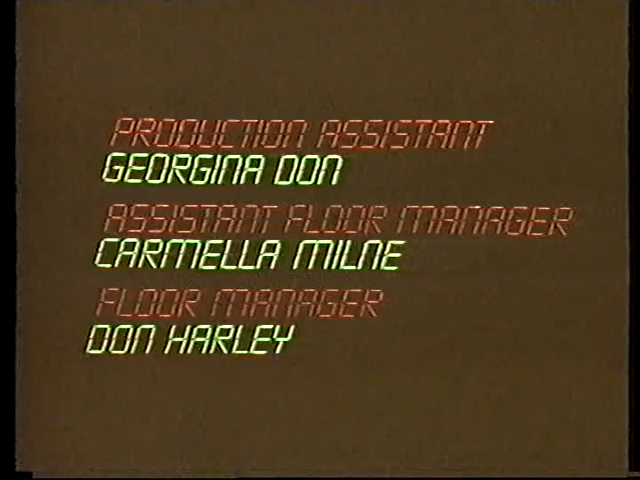 PRODUCTION ASSISTANT
GEORGINA DON
ASSISTANT FLOOR MANAGER
CARMELLA MILNE
FLOOR MANAGER
DON HARLEY